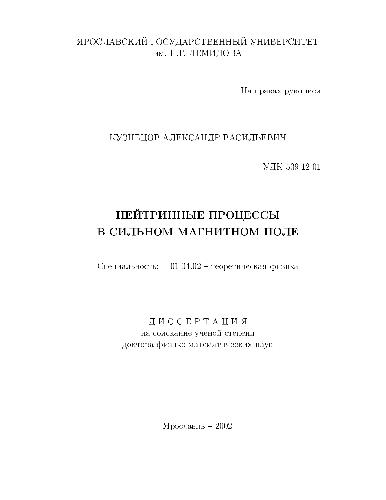 ЯРОСЛАВСКИЙ ГОСУДАРСТВЕННЫЙ УНИВЕРСИТЕТ
им. П.Г. ДЕМИДОВА
На правах рукописи
КУЗНЕЦОВ АЛЕКСАНДР ВАСИЛЬЕВИЧ
УДК 539.12.01
НЕЙТРИННЫЕ ПРОЦЕССЫ
В СИЛЬНОМ МАГНИТНОМ ПОЛЕ
Специальность: 01.04.02 – теоретическая физика
Д И С С Е Р Т А Ц И Я
на соискание ученой степени
доктора физико-математических наук
Ярославль – 2002